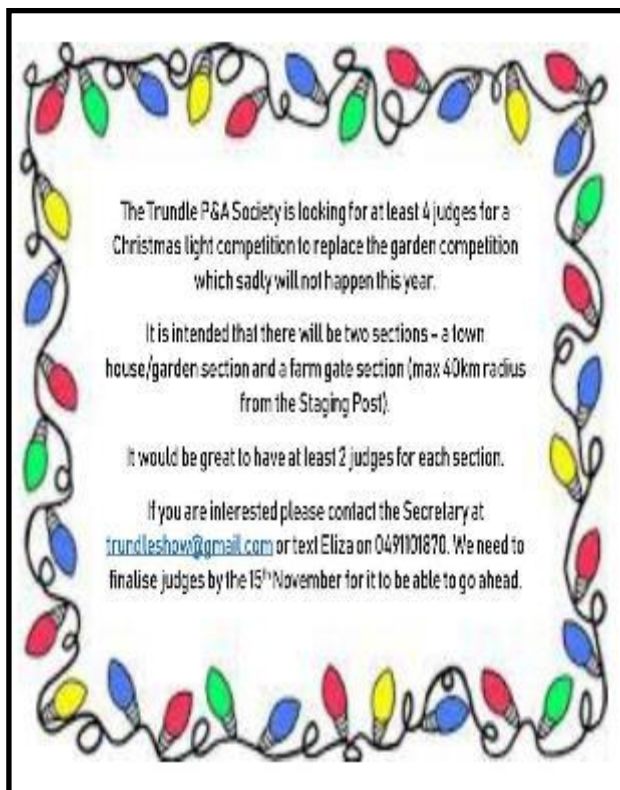 The Trundle P&A Society is looking for at least 4 judges for a
Christmas light competition to replace the garden competition
which sadly will not happen this year.
It is intended that there will be two sections – a town
house/garden section and a farm gate section (max 40km radius
from the Staging Post).
It would be great to have at least 2 judges for each section.
If you are interested please contact the Secretary at
trundleshow@gmail.com or text Eliza on 0491101870. We need to
finalise judges by the 15th November for it to be able to go ahead.